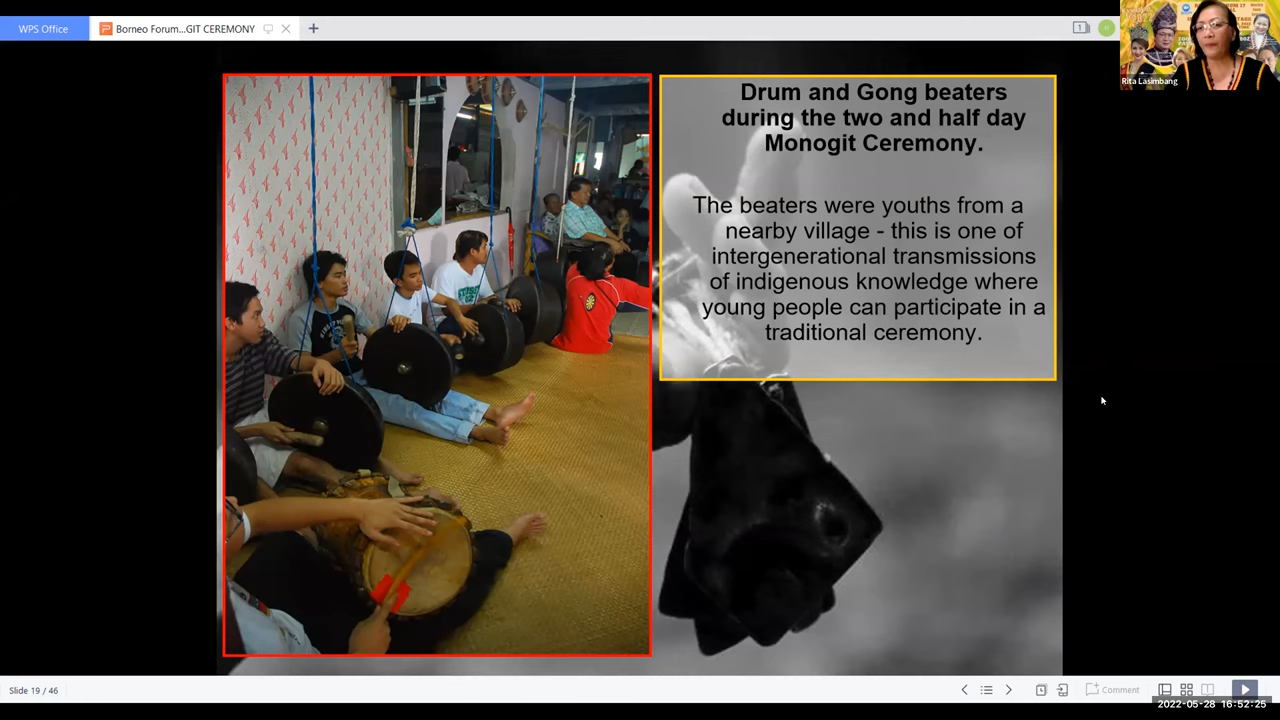 WPS Office
Borneo Forum...GIT CEREMONY
Rita Lasimbang
Drum and Gong beaters
during the two and half day
Monogit Ceremony.
The beaters were youths from a
nearby village - this is one of
intergenerational transmissions
of indigenous knowledge where
young people can participate in a
traditional ceremony.
Slide 19 / 46
Comment
2022-05-28 16:52:25